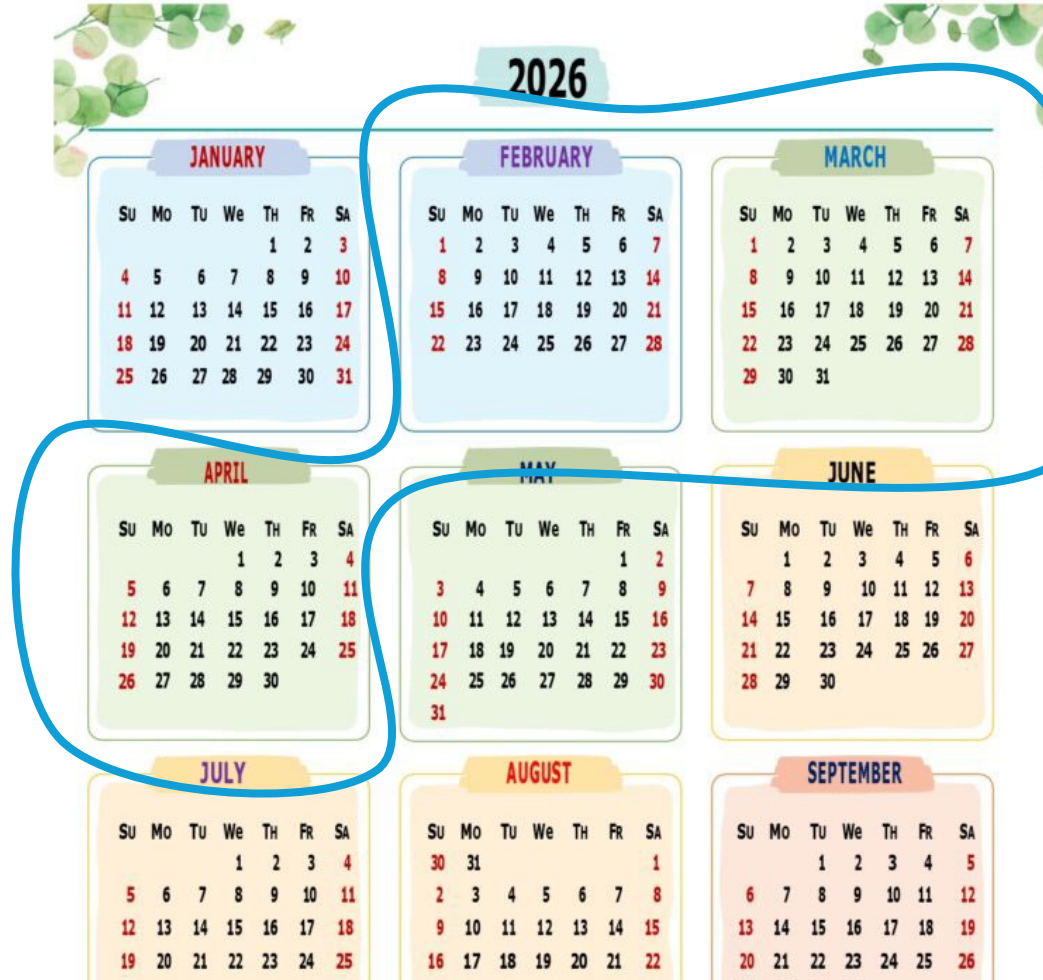 2026
JANUARY
Su Mo Tu We Th Fr Sa
1 2 3
4 5 6 7 8 9 10
11 12 13 14 15 16 17
18 19 20 21 22 23 24
25 26 27 28 29 30 31
FEBRUARY
Su Mo Tu We Th Fr Sa
1 2 3 4 5 6 7
8 9 10 11 12 13 14
15 16 17 18 19 20 21
22 23 24 25 26 27 28
MARCH
Su Mo Tu We Th Fr Sa
1 2 3 4 5 6 7
8 9 10 11 12 13 14
15 16 17 18 19 20 21
22 23 24 25 26 27 28
29 30 31
APRIL
Su Mo Tu We Th Fr Sa
1 2 3 4
5 6 7 8 9 10 11
12 13 14 15 16 17 18
19 20 21 22 23 24 25
26 27 28 29 30
MAY
Su Mo Tu We Th Fr Sa
1 2
3 4 5 6 7 8 9
10 11 12 13 14 15 16
17 18 19 20 21 22 23
24 25 26 27 28 29 30
31
JUNE
Su Mo Tu We Th Fr Sa
1 2 3 4 5 6
7 8 9 10 11 12 13
14 15 16 17 18 19 20
21 22 23 24 25 26 27
28 29 30
JULY
Su Mo Tu We Th Fr Sa
1 2 3 4
5 6 7 8 9 10 11
12 13 14 15 16 17 18
19 20 21 22 23 24 25
AUGUST
Su Mo Tu We Th Fr Sa
30 31 1
2 3 4 5 6 7 8
9 10 11 12 13 14 15
16 17 18 19 20 21 22
SEPTEMBER
Su Mo Tu We Th Fr Sa
1 2 3 4 5
6 7 8 9 10 11 12
13 14 15 16 17 18 19
20 21 22 23 24 25 26